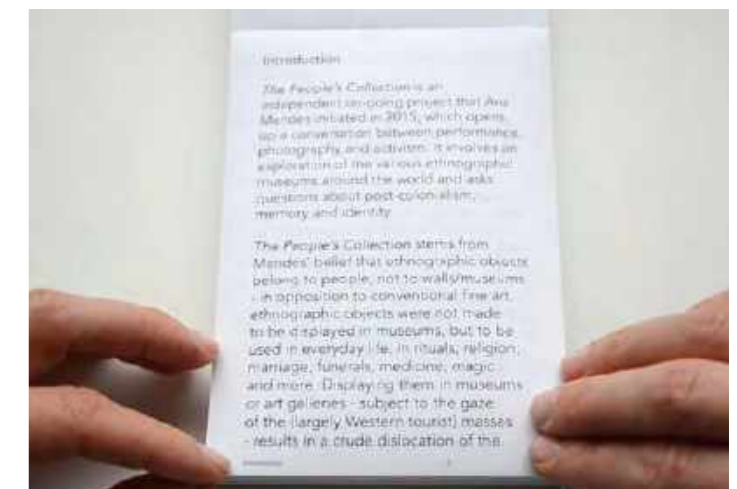 Introduction
The People's Collection is an
independent on-going project that Ana
Mendes initiated in 2015, which opens
up a conversation between performance,
photography and activism. It involves an
exploration of the various ethnographic
museums around the world and asks
questions about post-colonialism,
memory and identity
The People's Collection stems from
Mendes' belief that ethnographic objects
belong to people, not to walls/museums
- in opposition to conventional fine art,
ethnographic objects were not made
to be displayed in museums, but to be
used in everyday life, in rituals, religion,
marriage, funerals, medicine, magic
and more. Displaying them in museums
or art galleries - subject to the gaze
of the (largely Western tourist) masses
- results in a crude dislocation of the